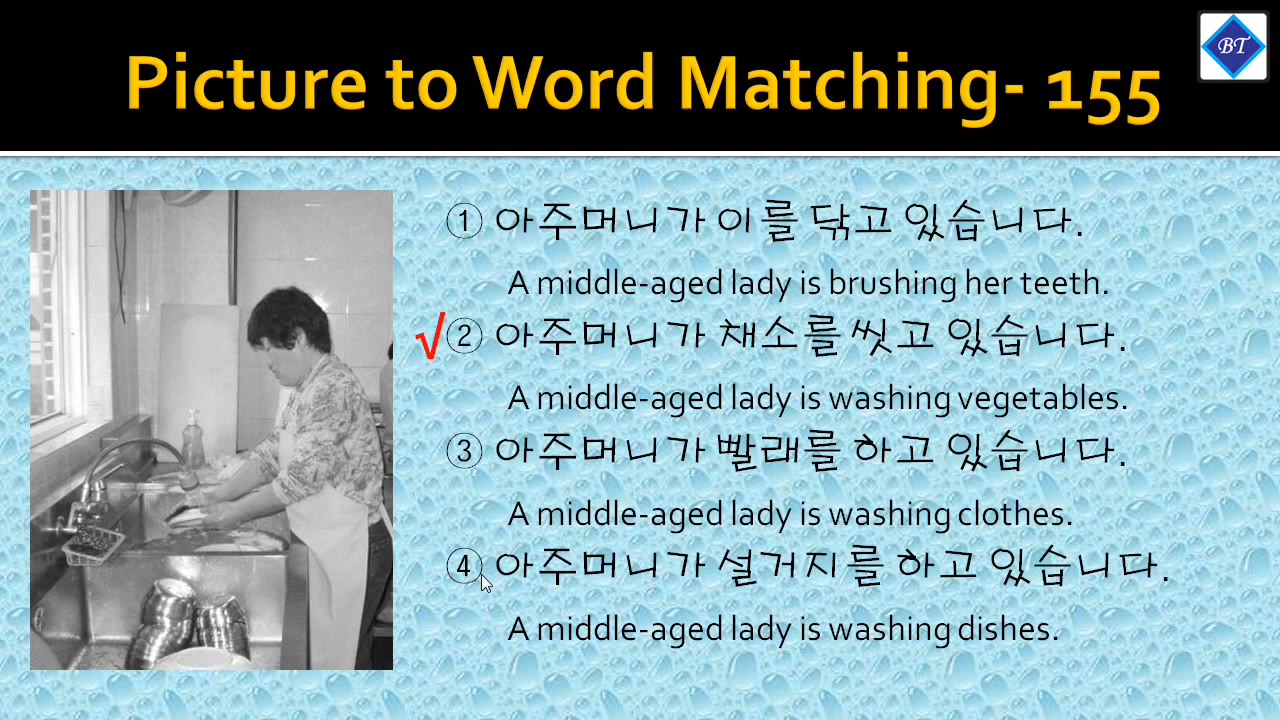 Picture to Word Matching- 155
BT
① 아주머니가 이를 닦고 있습니다.
A middle-aged lady is brushing her teeth.
√② 아주머니가 채소를 씻고 있습니다.
A middle-aged lady is washing vegetables.
③ 아주머니가 빨래를 하고 있습니다.
A middle-aged lady is washing clothes.
④ 아주머니가 설거지를 하고 있습니다.
A middle-aged lady is washing dishes.